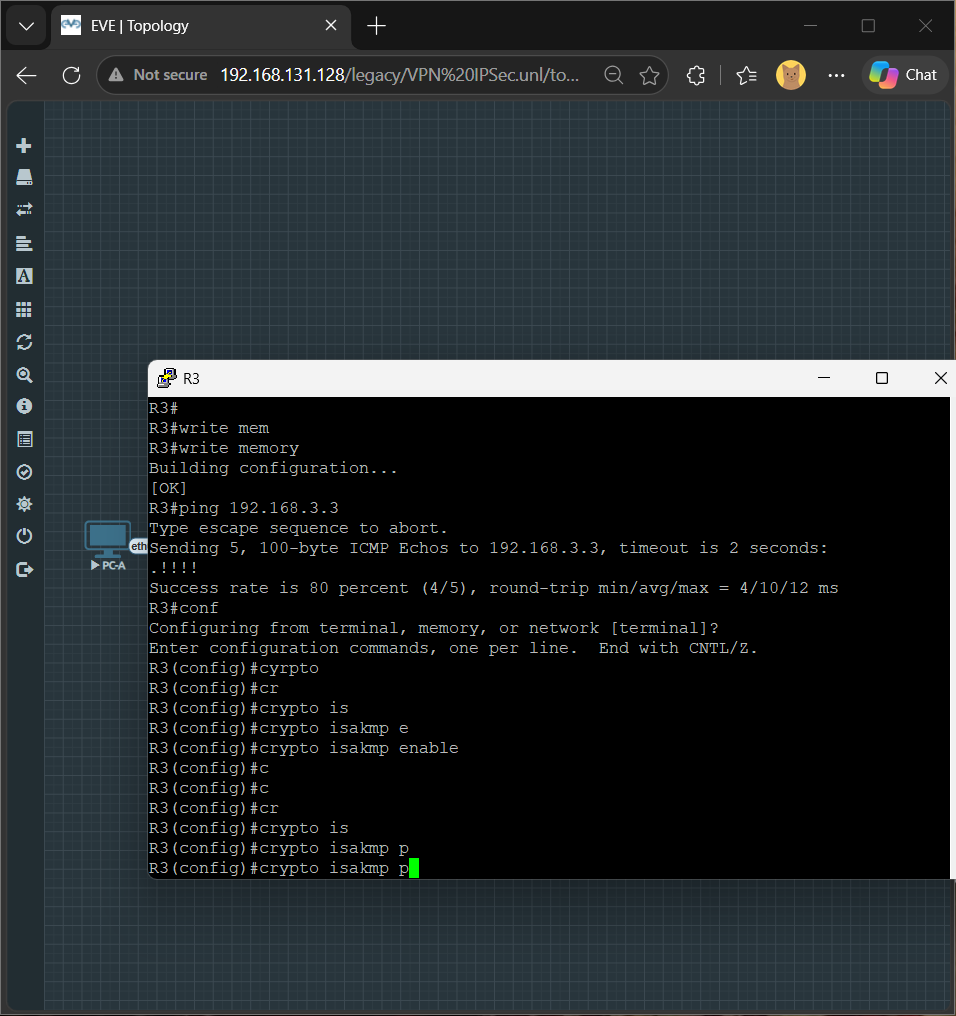 EVE | Topology
Not secure 192.168.131.128/legacy/VPN%20IPSec.unl/to...
Chat
A
R3
R3#
R3#write mem
R3#write memory
Building configuration...
[OK]
R3#ping 192.168.3.3
Type escape sequence to abort.
Sending 5, 100-byte ICMP Echos to 192.168.3.3, timeout is 2 seconds:
.!!!!
Success rate is 80 percent (4/5), round-trip min/avg/max = 4/10/12 ms
R3#conf
Configuring from terminal, memory, or network [terminal]?
Enter configuration commands, one per line.  End with CNTL/Z.
R3(config)#cyrpto
R3(config)#cr
R3(config)#crypto is
R3(config)#crypto isakmp e
R3(config)#crypto isakmp enable
R3(config)#c
R3(config)#c
R3(config)#cr
R3(config)#crypto is
R3(config)#crypto isakmp p
R3(config)#crypto isakmp p
eth
PC-A